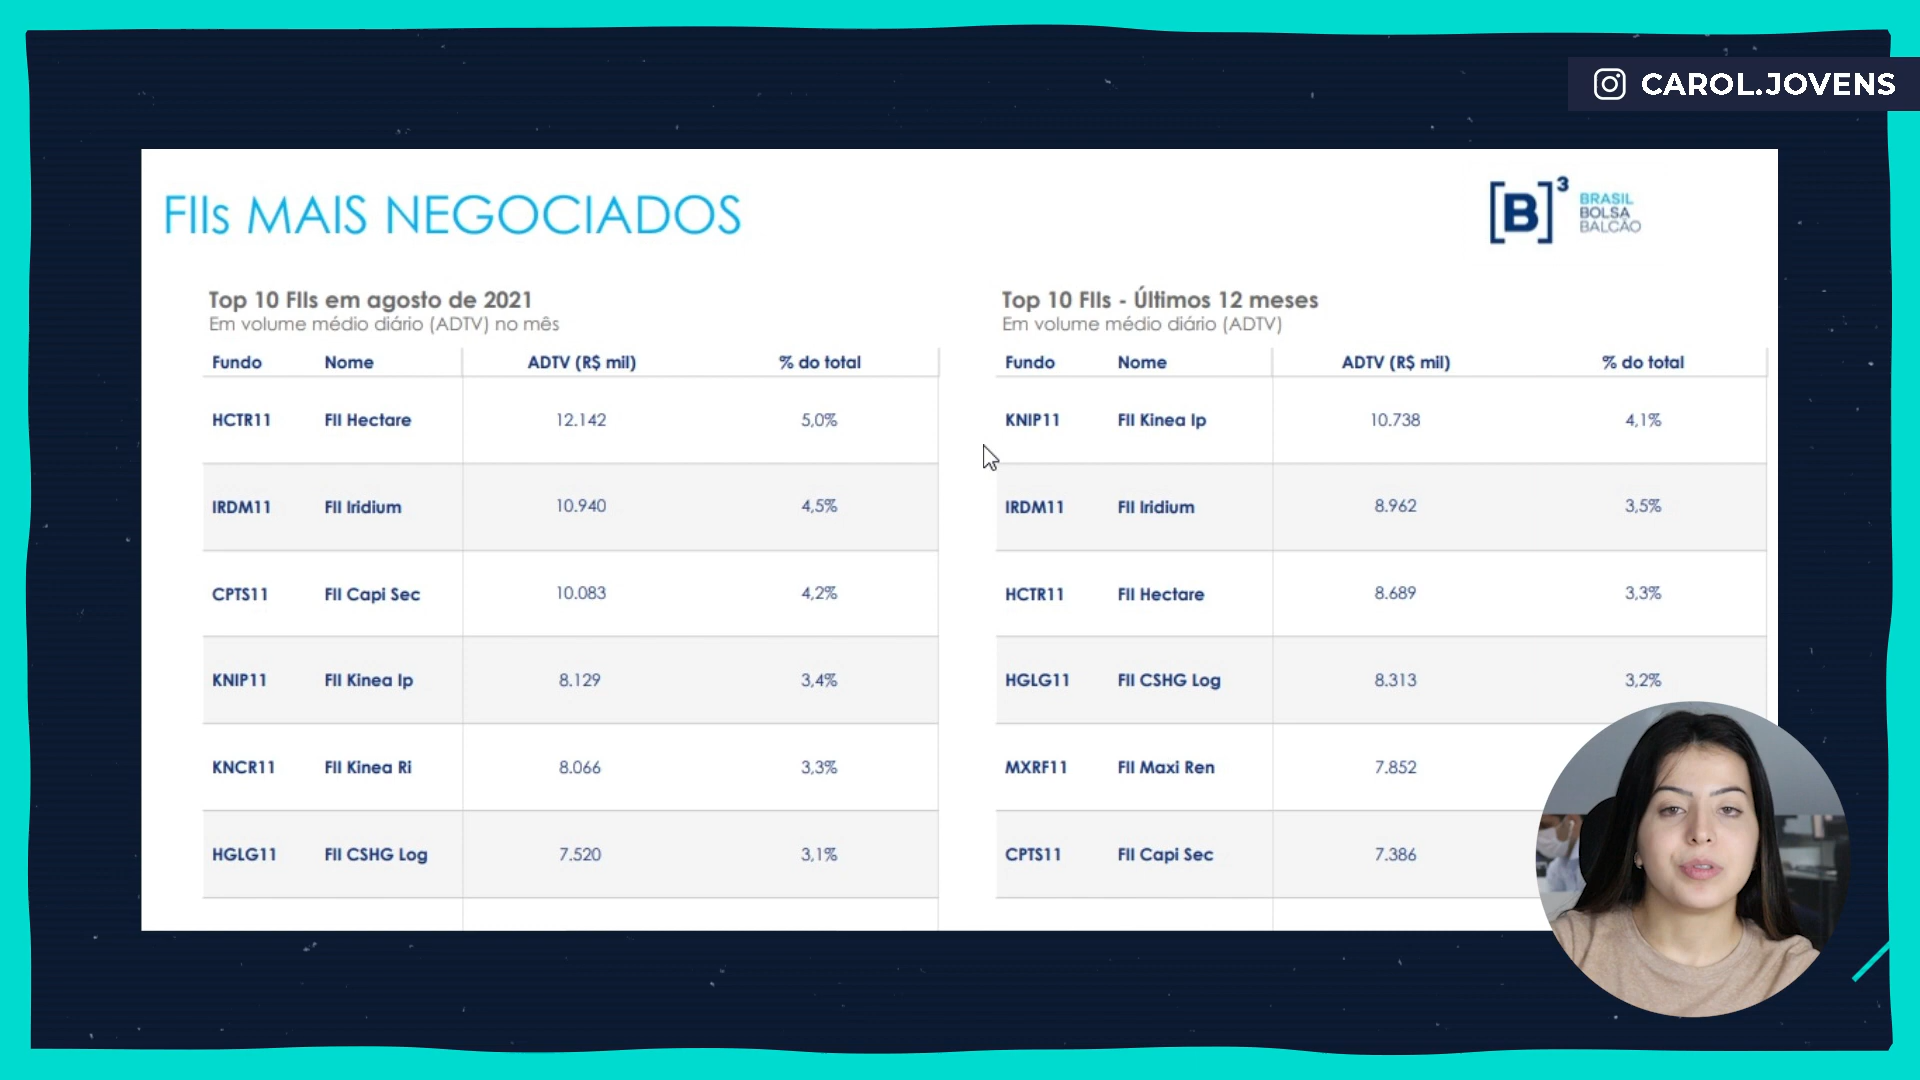 CAROL.JOVENS
FIIs MAIS NEGOCIADOS
[B]³ BRASIL
BOLSA
BALCÃO
Top 10 FIIs em agosto de 2021
Em volume médio diário (ADTV) no mês
Fundo Nome ADTV (R$ mil) % do total
HCTR11 FII Hectare 12.142 5,0%
IRDM11 FII Iridium 10.940 4,5%
CPTS11 FII Capi Sec 10.083 4,2%
KNIP11 FII Kinea Ip 8.129 3,4%
KNCR11 FII Kinea Ri 8.066 3,3%
HGLG11 FII CSHG Log 7.520 3,1%
Top 10 FIIs - Últimos 12 meses
Em volume médio diário (ADTV)
Fundo Nome ADTV (R$ mil) % do total
KNIP11 FII Kinea Ip 10.738 4,1%
IRDM11 FII Iridium 8.962 3,5%
HCTR11 FII Hectare 8.689 3,3%
HGLG11 FII CSHG Log 8.313 3,2%
MXRF11 FII Maxi Ren 7.852
CPTS11 FII Capi Sec 7.386